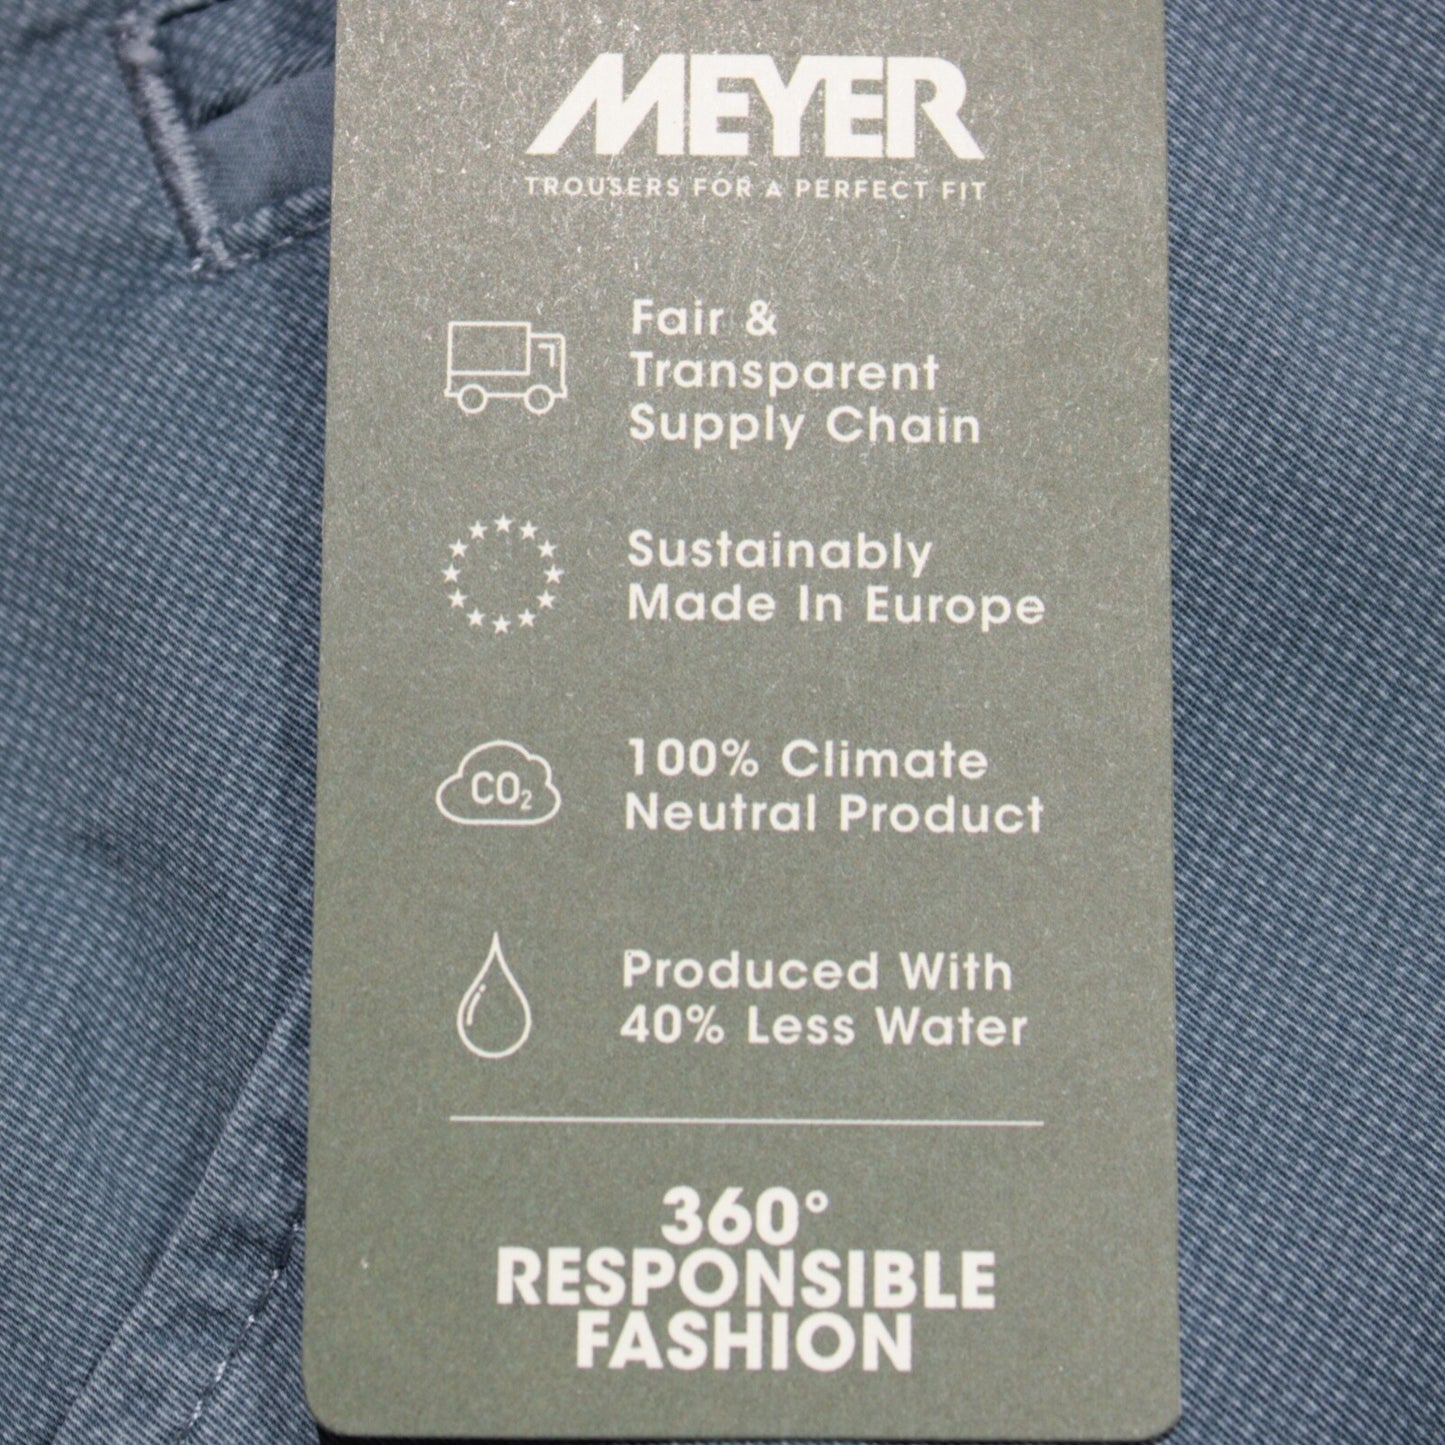 MEYER
TROUSERS FOR A PERFECT FIT
Fair &
Transparent
Supply Chain
Sustainably
Made In Europe
CO₂
100% Climate
Neutral Product
Produced With
40% Less Water
360°
RESPONSIBLE
FASHION